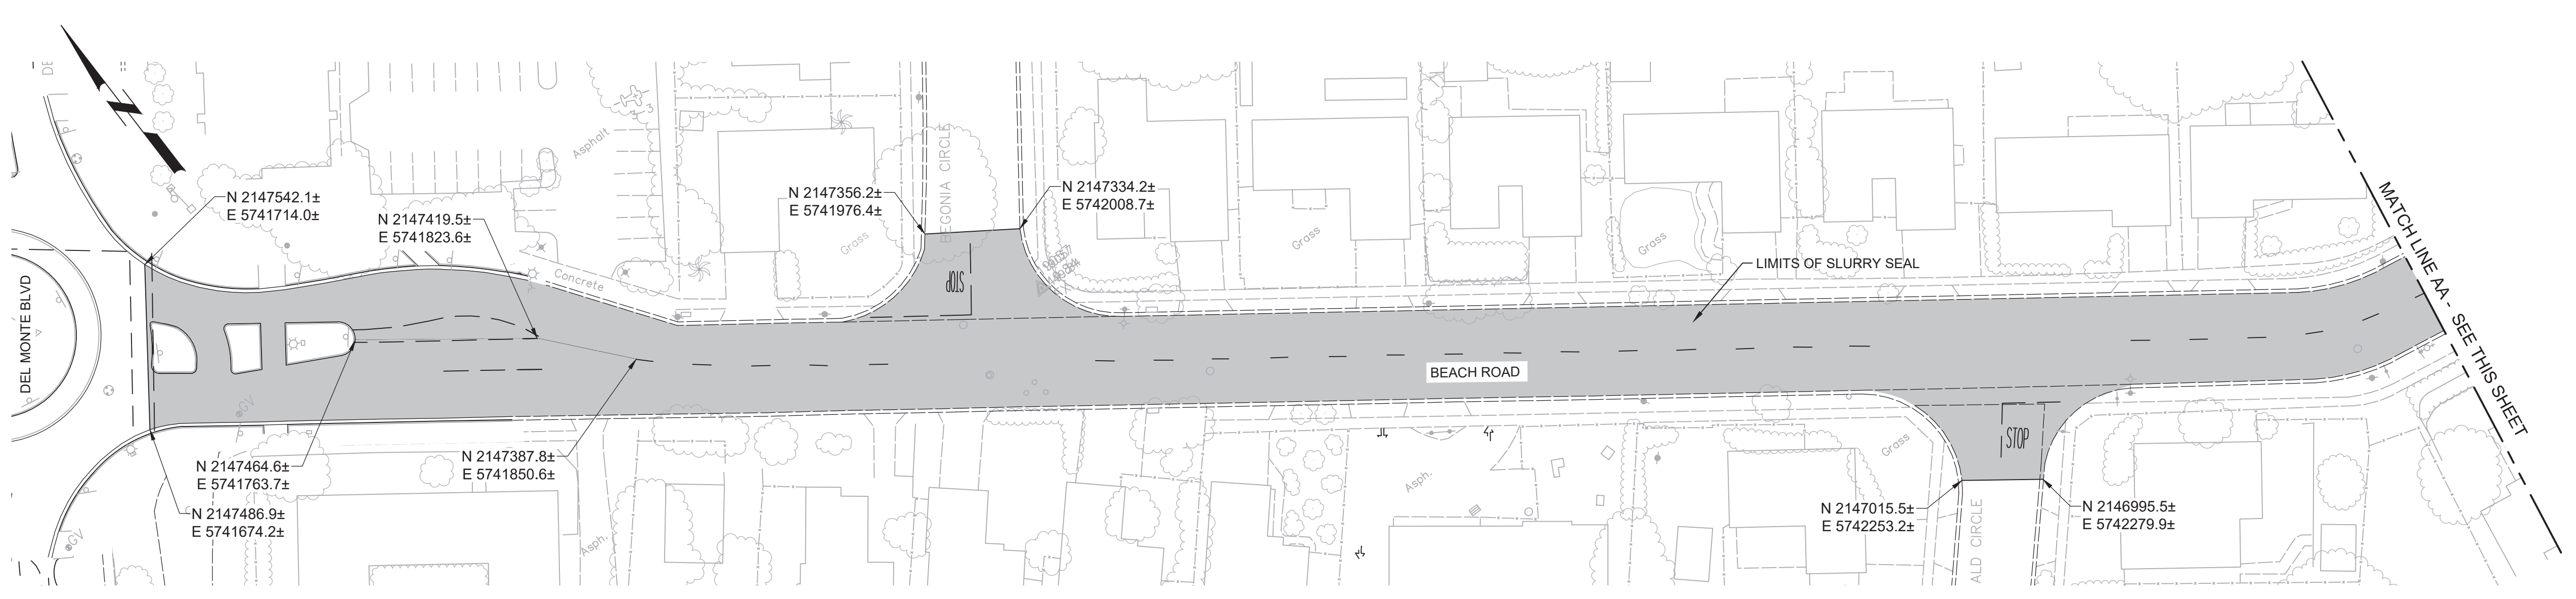 DE
N 2147542.1±
E 5741714.0±
N 2147419.5±
E 5741823.6±
Asphalt
Concrete
N 2147356.2±
E 5741976.4±
BEGONIA CIRCLE
N 2147334.2±
E 5742008.7±
Grass
Grass
Grass
STOP
LIMITS OF SLURRY SEAL
MATCH LINE AA - SEE THIS SHEET
DEL MONTE BLVD
BEACH ROAD
GV
STOP
Grass
N 2147464.6±
E 5741763.7±
N 2147486.9±
E 5741674.2±
N 2147387.8±
E 5741850.6±
GV
Asph.
Asph.
N 2147015.5±
E 5742253.2±
ALD CIRCLE
N 2146995.5±
E 5742279.9±